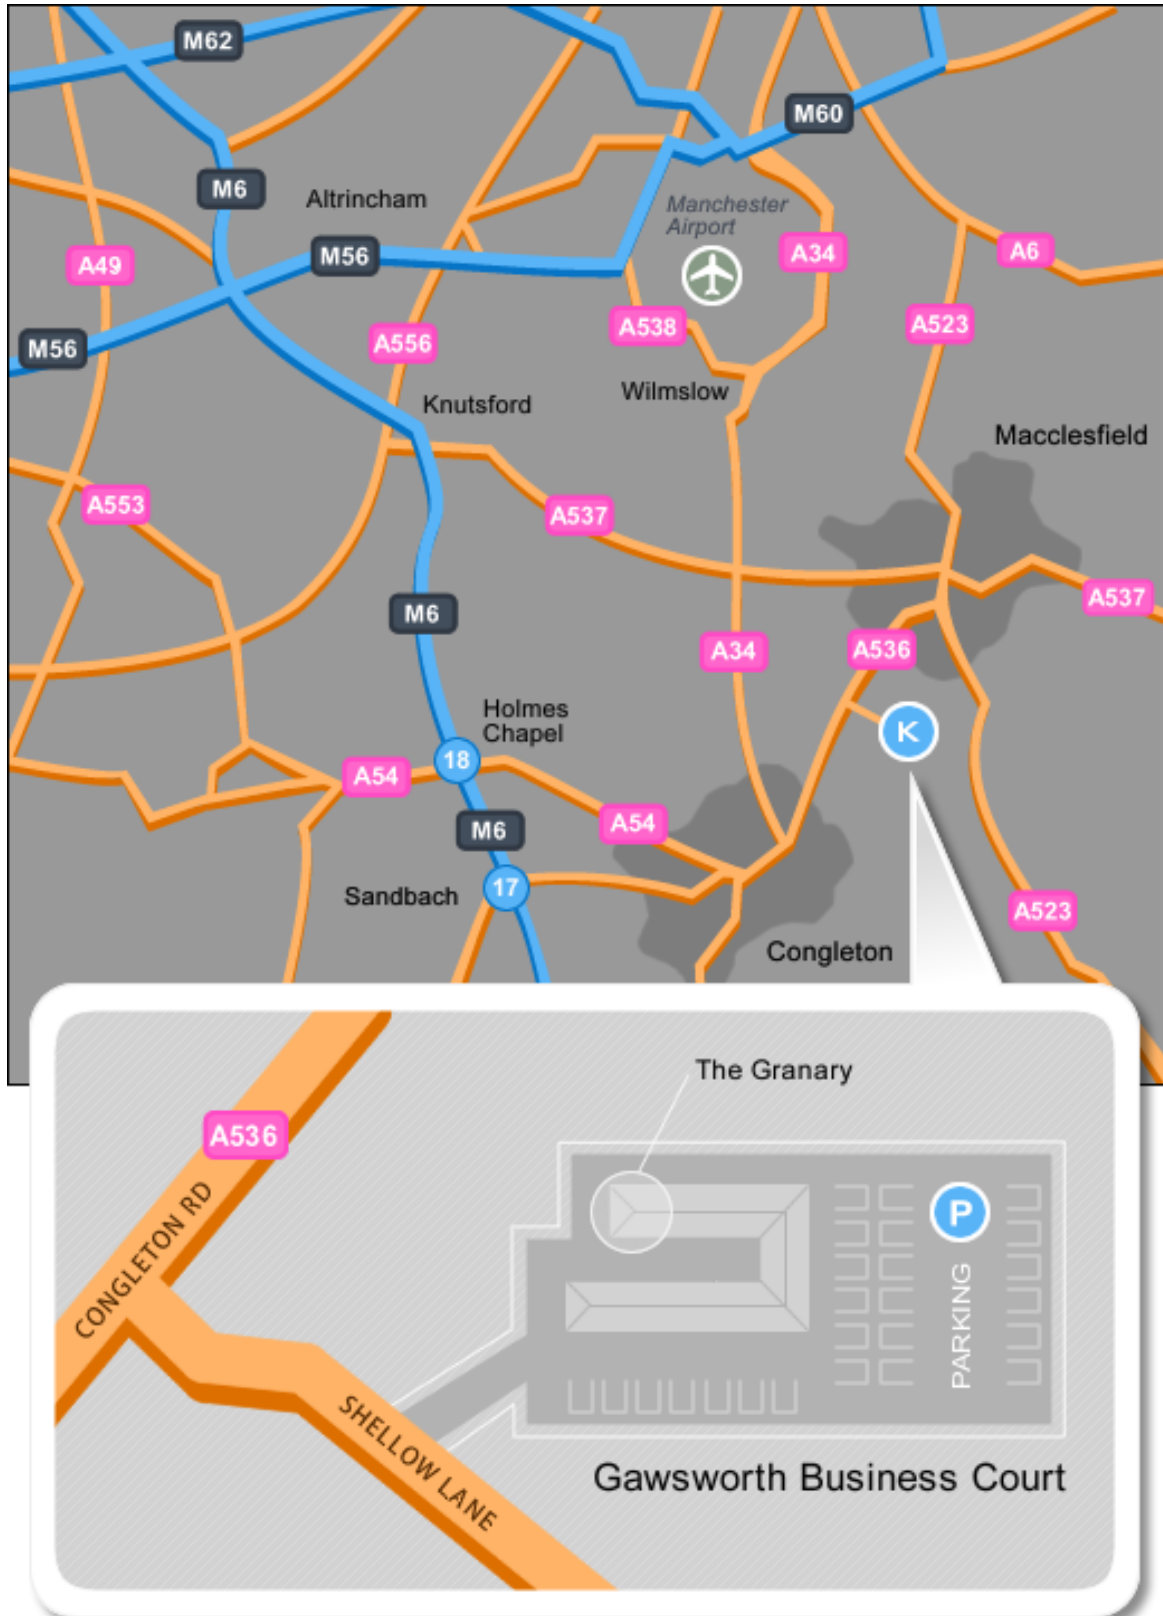 M62
M60
M6
Altrincham
Manchester
Airport
M56
A49
A34
A6
A538
A523
A556
M56
Wilmslow
Knutsford
Macclesfield
A553
A537
A537
M6
A34
A536
Holmes
Chapel
K
18
A54
A54
M6
17
Sandbach
A523
Congleton
The Granary
A536
CONGLETON RD
P
PARKING
SHELLOW LANE
Gawsworth Business Court